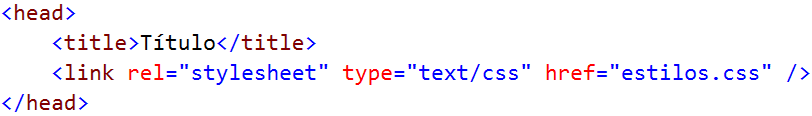 <head>
    <title>Título</title>
    <link rel="stylesheet" type="text/css" href="estilos.css" />
</head>